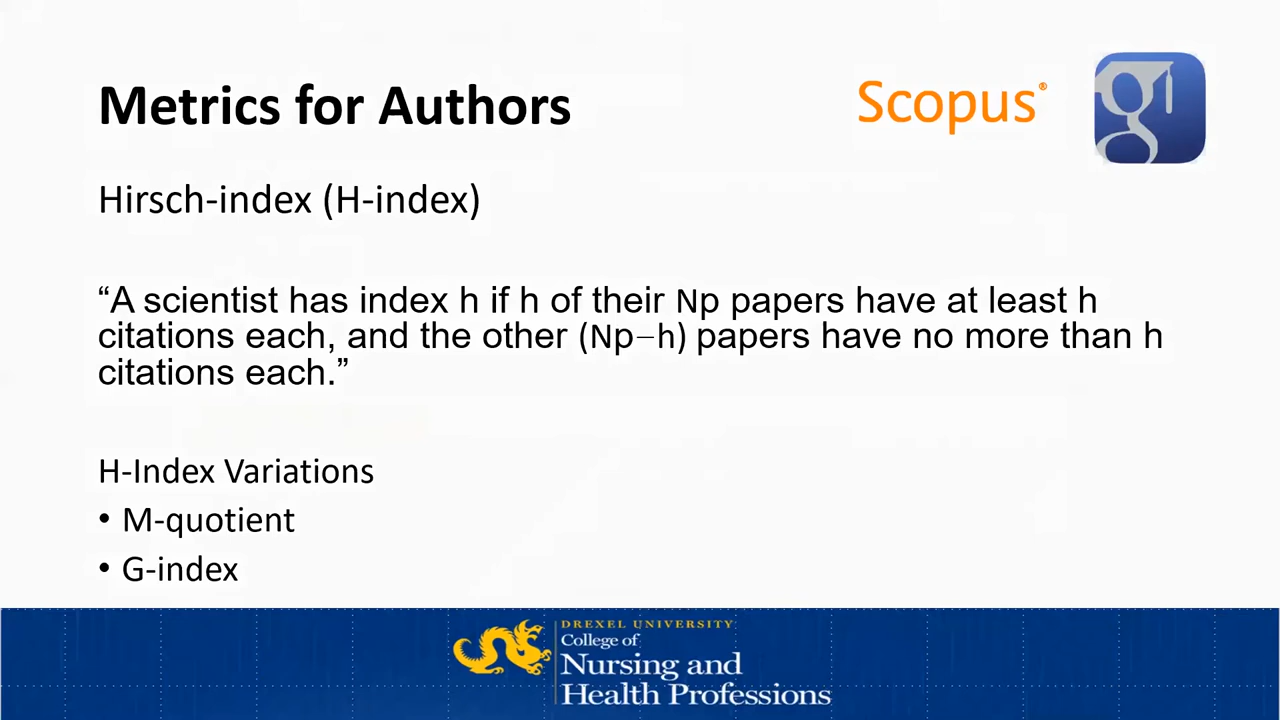 Metrics for Authors
Scopus®
g
Hirsch-index (H-index)
“A scientist has index h if h of their Np papers have at least h
citations each, and the other (Np−h) papers have no more than h
citations each.”
H-Index Variations
• M-quotient
• G-index
DREXEL UNIVERSITY
College of
Nursing and
Health Professions